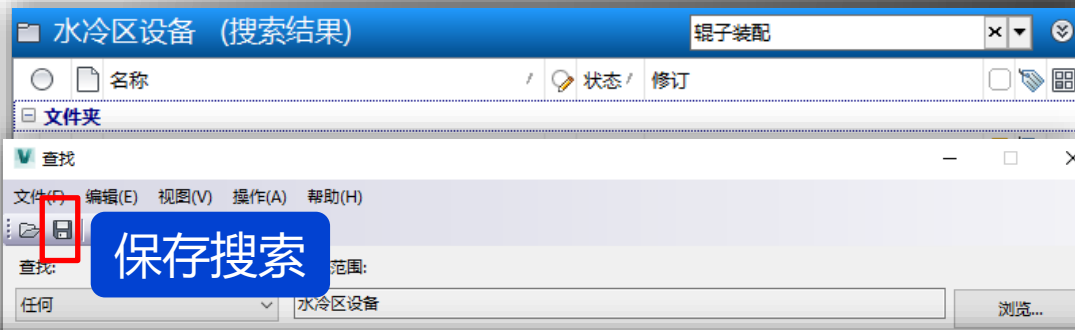 水冷区设备 (搜索结果)
辊子装配
名称 / 状态 / 修订
文件夹
查找
文件(F) 编辑(E) 视图(V) 操作(A) 帮助(H)
保存搜索
查找: 范围:
任何 水冷区设备 浏览...